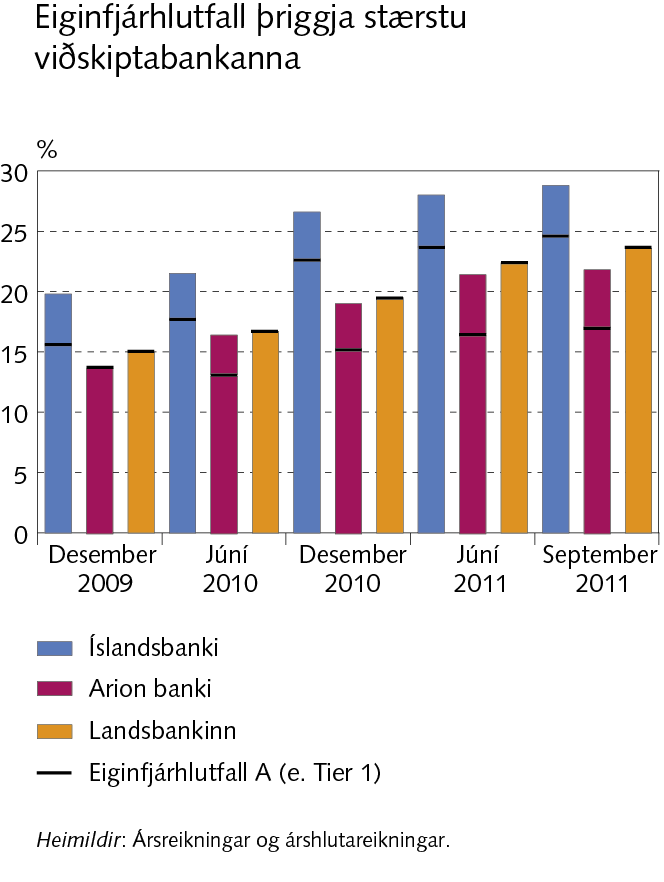 Eiginfjárhlutfall þriggja stærstu
viðskiptabankanna
%
30
25
20
15
10
5
0
Desember 2009
Júní 2010
Desember 2010
Júní 2011
September 2011
Íslandsbanki
Arion banki
Landsbankinn
Eiginfjárhlutfall A (e. Tier 1)
Heimildir: Ársreikningar og árshlutareikningar.